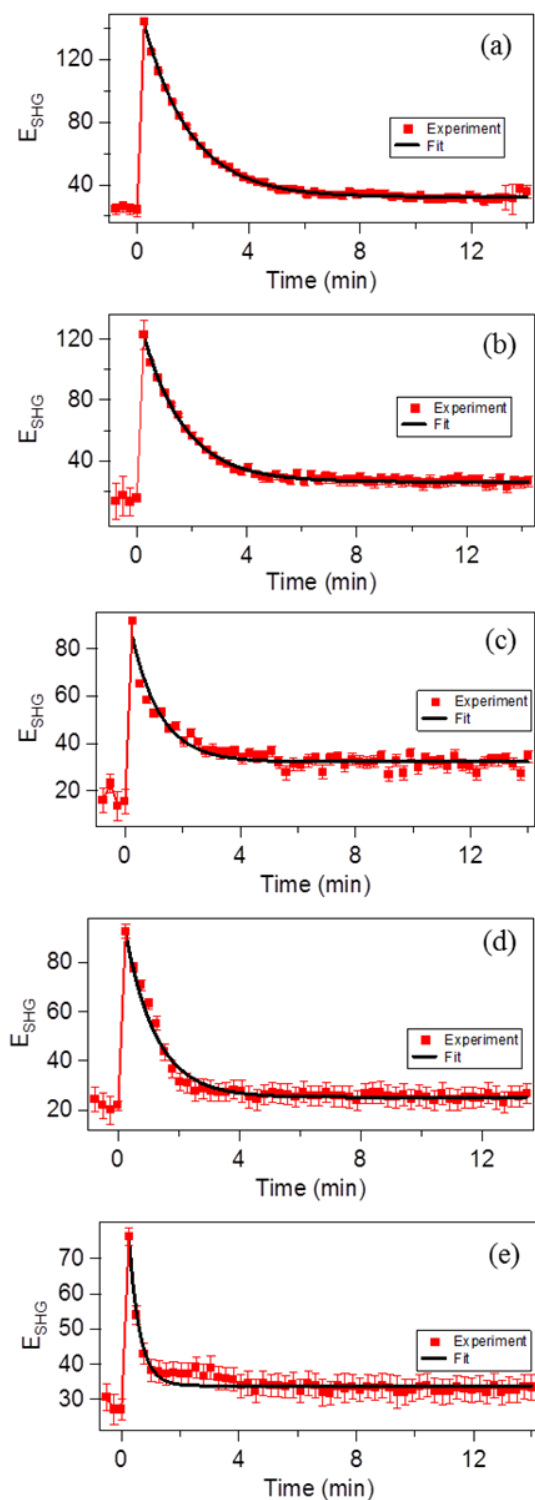 (a)
E_SHG
120
80
40
Experiment
Fit
0 4 8 12
Time (min)
(b)
E_SHG
120
80
40
Experiment
Fit
0 4 8 12
Time (min)
(c)
E_SHG
80
60
40
20
Experiment
Fit
0 4 8 12
Time (min)
(d)
E_SHG
80
60
40
20
Experiment
Fit
0 4 8 12
Time (min)
(e)
E_SHG
70
60
50
40
30
Experiment
Fit
0 4 8 12
Time (min)